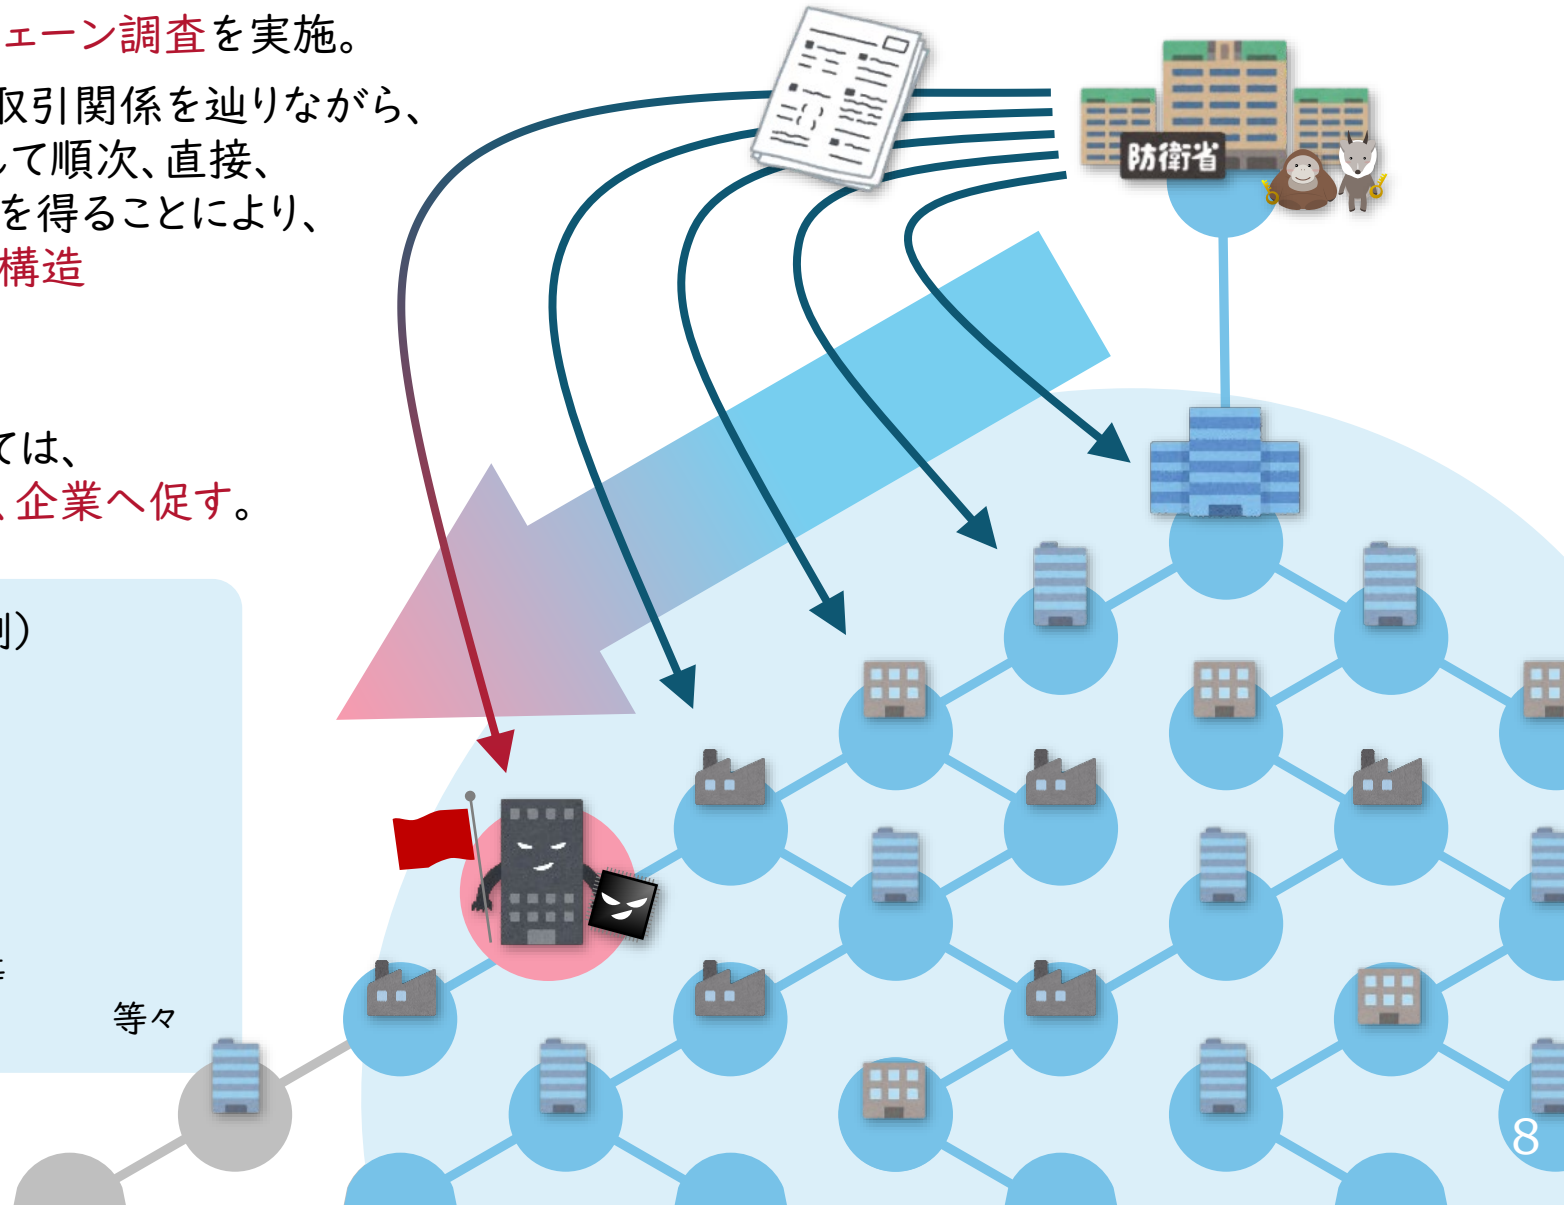 ェーン調査を実施。
取引関係を辿りながら、
して順次、直接、
を得ることにより、
構造
ては、
、企業へ促す。
例）
等々
防衛省
8